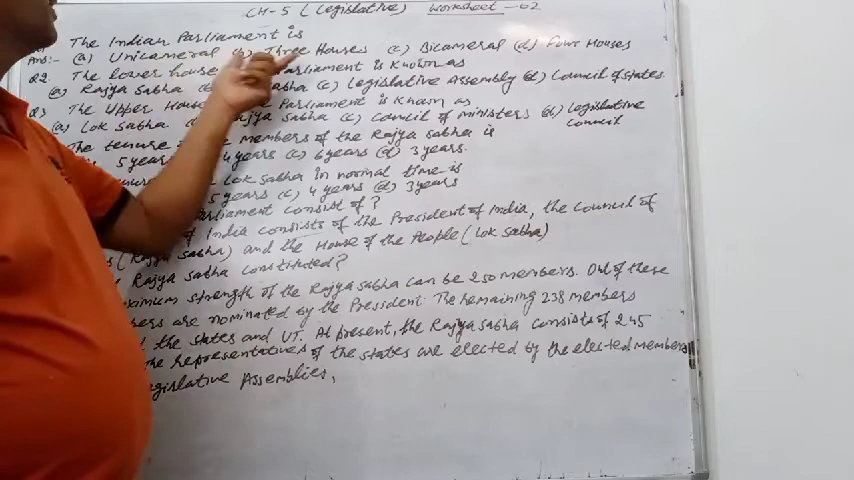 CH-5 (Legislative) Worksheet-02
The Indian Parliament is
Ans:- (a) Unicameral (b) Three Houses (c) Bicameral (d) Four Houses
Q2. The lower house Parliament is known as
(a) Rajya Sabha Sabha (c) Legislative Assembly (d) Council of states
Q3 The Upper House Parliament is known as
(a) Lok Sabha Rajya Sabha (c) Council of ministers (d) Legislative council
The tenure members of the Rajya Sabha is
5 years 4 years (c) 6 years (d) 3 years.
Lok Sabha in normal time is
5 years (c) 4 years (d) 3 years
Parliament consist of?
of India consists of the President of India, the Council of
(Rajya Sabha) and the House of the People (Lok Sabha)
Rajya Sabha constituted?
strength of the Rajya Sabha can be 250 members. Out of these
are nominated by the President. The remaining 238 members
the states and UT. At present, the Rajya Sabha consists of 245
The representatives of the states are elected by the elected members
Legislative Assemblies,